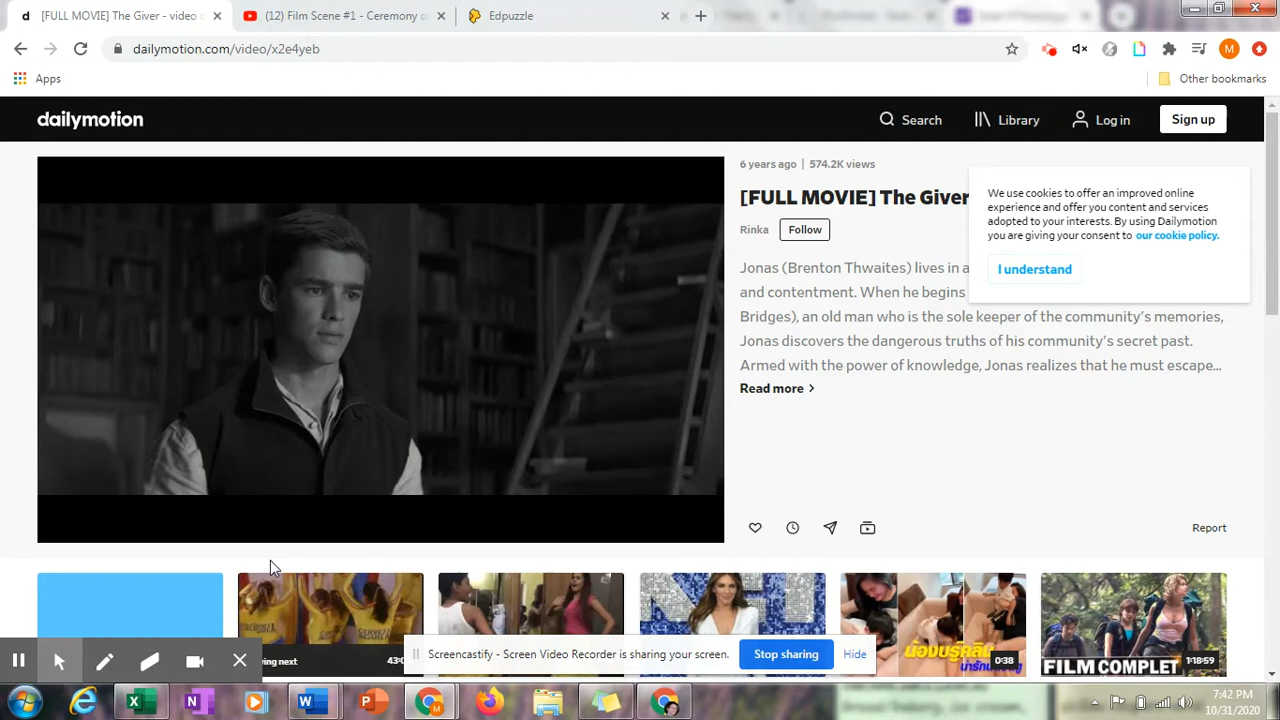 [FULL MOVIE] The Giver - video
(12) Film Scene #1 - Ceremony of
Edpuzzle
dailymotion.com/video/x2e4yeb
M
Apps
Other bookmarks
dailymotion
Search
Library
Log in
Sign up
6 years ago | 574.2K views
[FULL MOVIE] The Giver
Rinka
Follow
We use cookies to offer an improved online
experience and offer you content and services
adopted to your interests. By using Dailymotion
you are giving your consent to our cookie policy.
I understand
Jonas (Brenton Thwaites) lives in a
and contentment. When he begins
Bridges), an old man who is the sole keeper of the community's memories,
Jonas discovers the dangerous truths of his community's secret past.
Armed with the power of knowledge, Jonas realizes that he must escape...
Read more >
Report
ving next
43:0
Screencastify - Screen Video Recorder is sharing your screen.
Stop sharing
Hide
0:38
FILM COMPLET
1:18:59
7:42 PM
10/31/2020